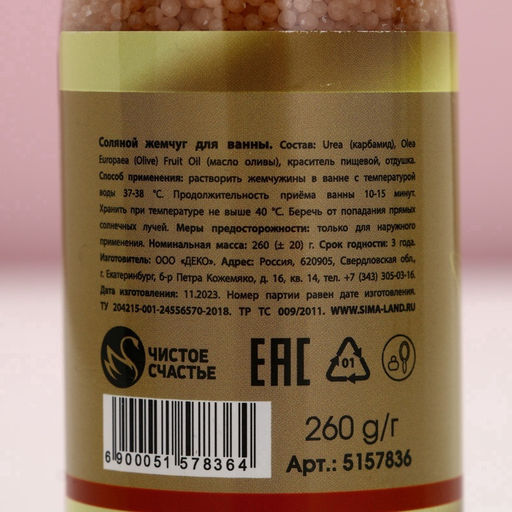 Соляной жемчуг для ванны. Состав: Urea (карбамид), Olea
Europaea (Olive) Fruit Oil (масло оливы), краситель пищевой, отдушка.
Способ применения: растворить жемчужины в ванне с температурой
воды 37-38 °C. Продолжительность приёма ванны 10-15 минут.
Хранить при температуре не выше 40 °C. Беречь от попадания прямых
солнечных лучей. Меры предосторожности: только для наружного
применения. Номинальная масса: 260 (± 20) г. Срок годности: 3 года.
Изготовитель: ООО «ДЕКО». Адрес: Россия, 620905, Свердловская обл.,
г. Екатеринбург, б-р Петра Кожемяко, д. 16, кв. 14, тел. +7 (343) 305-03-16.
Дата изготовления: 11.2023. Номер партии равен дате изготовления.
ТУ 204215-001-24556570-2018. ТР ТС 009/2011. WWW.SIMA-LAND.RU
ЧИСТОЕ
СЧАСТЬЕ
EAC
01
260 g/г
Арт.: 5157836
6 900051 578364